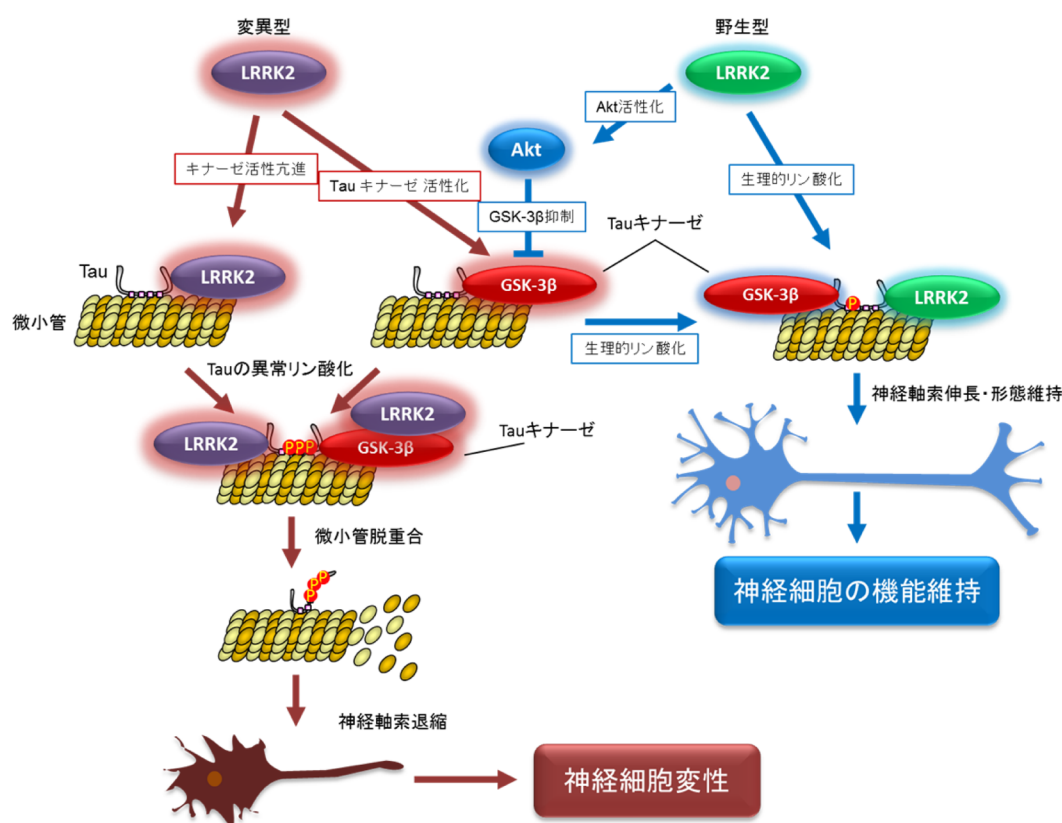 変異型
野生型
LRRK2
LRRK2
Akt活性化
Akt
キナーゼ活性亢進
Tau キナーゼ 活性化
生理的リン酸化
GSK-3β抑制
Tauキナーゼ
Tau
LRRK2
GSK-3β
GSK-3β
P
LRRK2
微小管
生理的リン酸化
Tauの異常リン酸化
神経軸索伸長・形態維持
LRRK2
LRRK2
PPP
GSK-3β
Tauキナーゼ
微小管脱重合
P
P
P
神経細胞の機能維持
神経軸索退縮
神経細胞変性